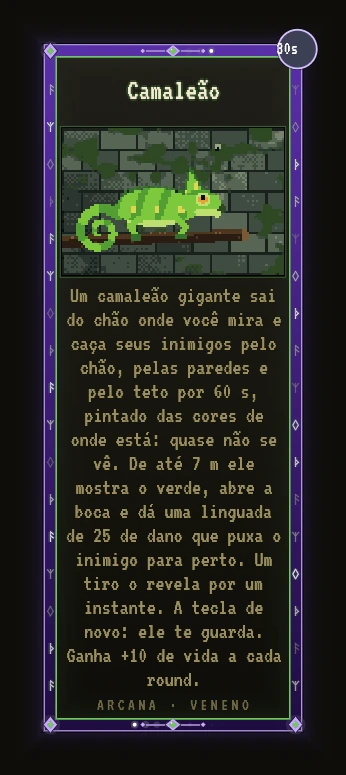 80s
Camaleão
Um camaleão gigante sai
do chão onde você mira e
caça seus inimigos pelo
chão, pelas paredes e
pelo teto por 60 s,
pintado das cores de
onde está: quase não se
vê. De até 7 m ele
mostra o verde, abre a
boca e dá uma linguada
de 25 de dano que puxa o
inimigo para perto. Um
tiro o revela por um
instante. A tecla de
novo: ele te guarda.
Ganha +10 de vida a cada
round.
ARCANA · VENENO